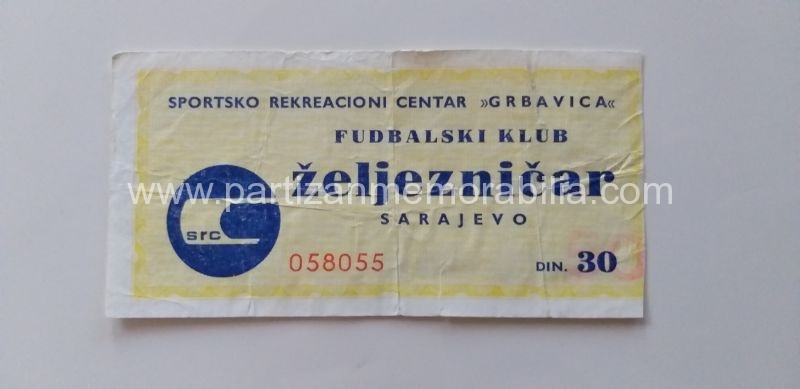 SPORTSKO REKREACIONI CENTAR »GRBAVICA«
FUDBALSKI KLUB
željezničar
www.partizanmemorabilia.com
SARAJEVO
src
058055
DIN. 30